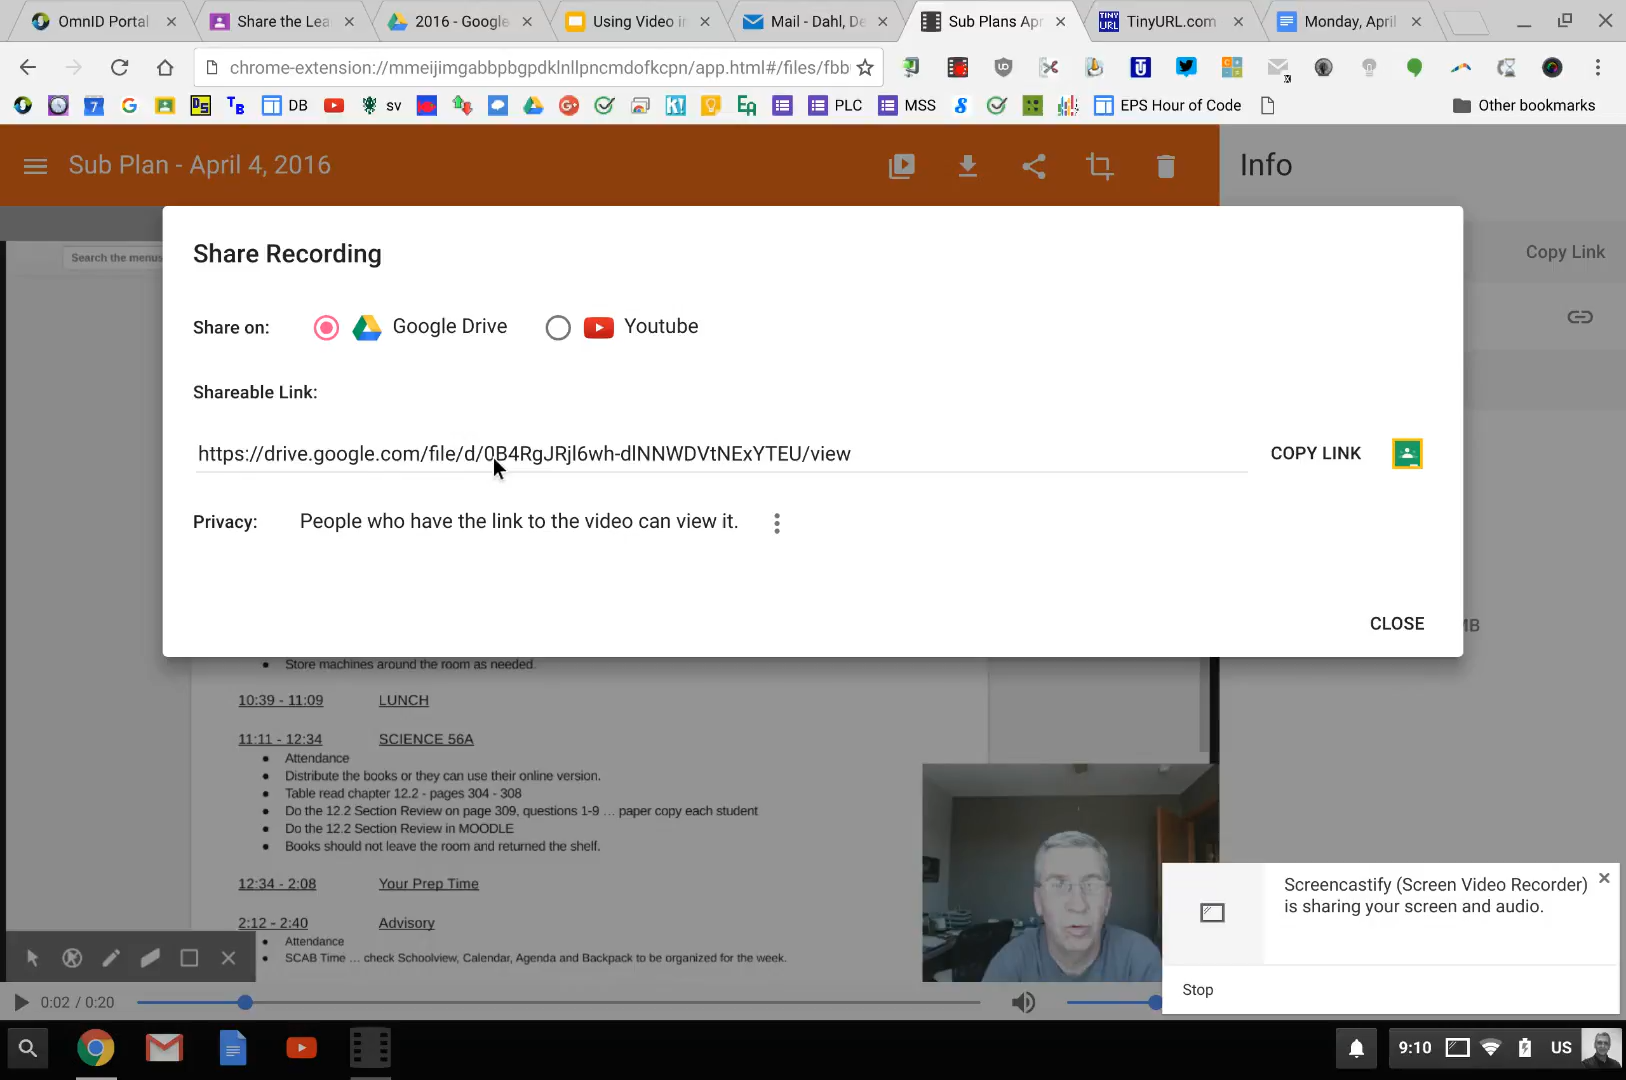 OmnID Portal
Share the Lea
2016 - Google
Using Video i
Mail - Dahl, De
Sub Plans Apr
TINY URL
TinyURL.com
Monday, April
chrome-extension://mmeijimgabbpbgpdklnllpncmdofkcpn/app.html#/files/fbb
DB
sv
PLC
MSS
EPS Hour of Code
Other bookmarks
Sub Plan - April 4, 2016
Info
Search the menus
Copy Link
Share Recording
Share on:
Google Drive
Youtube
Shareable Link:
https://drive.google.com/file/d/0B4RgJRjl6wh-dlNNWDVtNExYTEU/view
COPY LINK
Privacy:
People who have the link to the video can view it.
CLOSE
MB
Store machines around the room as needed.
10:39 - 11:09 LUNCH
11:11 - 12:34 SCIENCE 56A
Attendance
Distribute the books or they can use their online version.
Table read chapter 12.2 - pages 304 - 308
Do the 12.2 Section Review on page 309, questions 1-9 ... paper copy each student
Do the 12.2 Section Review in MOODLE
Books should not leave the room and returned the shelf.
12:34 - 2:08 Your Prep Time
2:12 - 2:40 Advisory
Attendance
SCAB Time ... check Schoolview, Calendar, Agenda and Backpack to be organized for the week.
Screencastify (Screen Video Recorder)
is sharing your screen and audio.
Stop
0:02 / 0:20
9:10
US